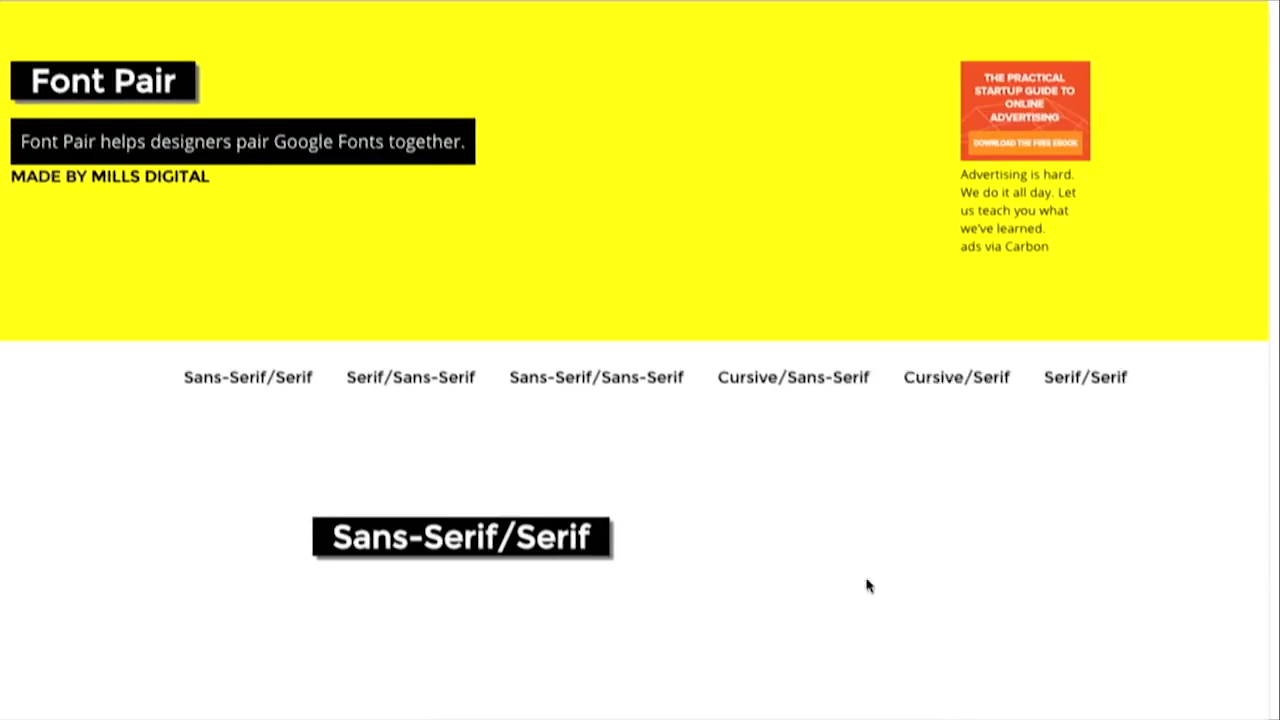 Font Pair
Font Pair helps designers pair Google Fonts together.
MADE BY MILLS DIGITAL
THE PRACTICAL
STARTUP GUIDE TO
ONLINE
ADVERTISING
DOWNLOAD THE FREE EBOOK
Advertising is hard.
We do it all day. Let
us teach you what
we've learned.
ads via Carbon
Sans-Serif/Serif Serif/Sans-Serif Sans-Serif/Sans-Serif Cursive/Sans-Serif Cursive/Serif Serif/Serif
Sans-Serif/Serif